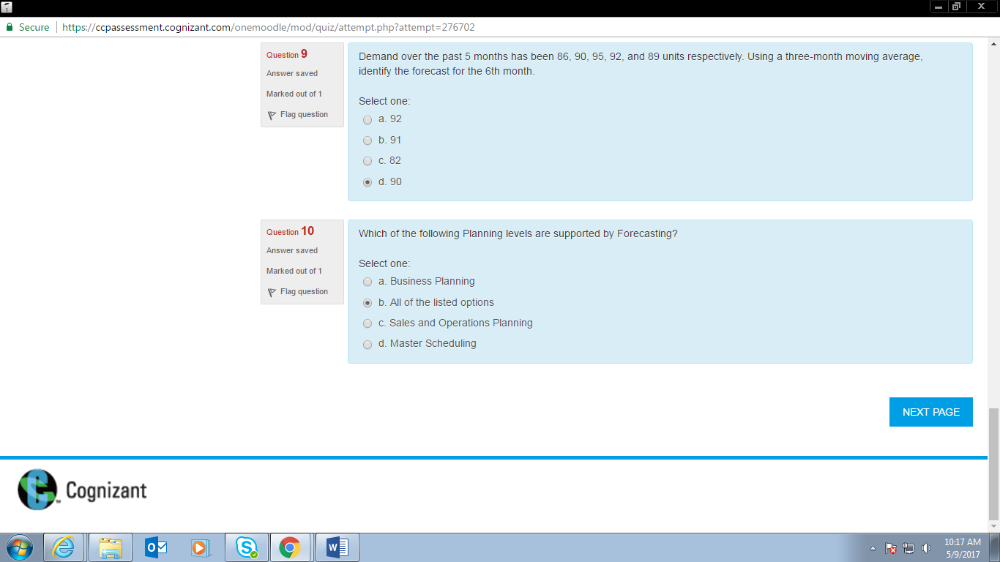 Secure https://ccpassessment.cognizant.com/onemoodle/mod/quiz/attempt.php?attempt=276702
Question 9
Answer saved
Marked out of 1
Flag question
Demand over the past 5 months has been 86, 90, 95, 92, and 89 units respectively. Using a three-month moving average,
identify the forecast for the 6th month.
Select one:
a. 92
b. 91
c. 82
d. 90
Question 10
Answer saved
Marked out of 1
Flag question
Which of the following Planning levels are supported by Forecasting?
Select one:
a. Business Planning
b. All of the listed options
c. Sales and Operations Planning
d. Master Scheduling
NEXT PAGE
Cognizant
10:17 AM
5/9/2017